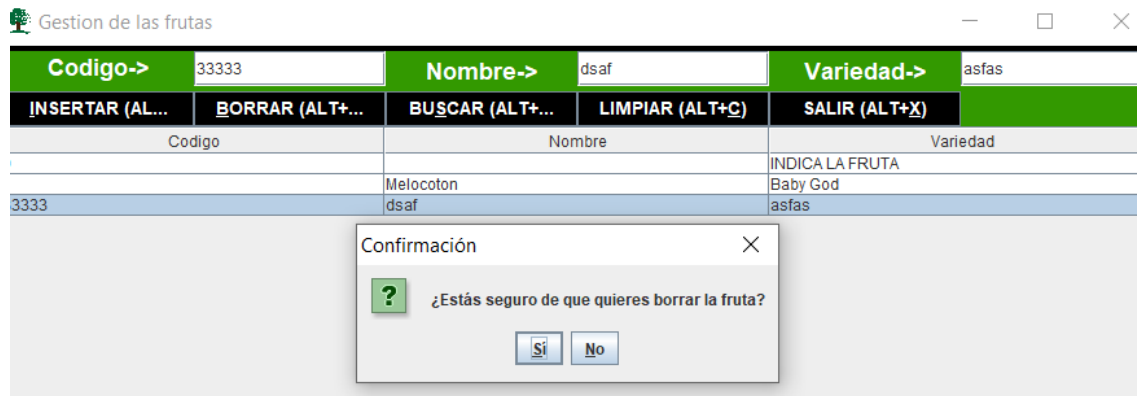 Gestion de las frutas
Codigo-> 33333 Nombre-> dsaf Variedad-> asfas
INSERTAR (AL... BORRAR (ALT+... BUSCAR (ALT+... LIMPIAR (ALT+C) SALIR (ALT+X)
Codigo Nombre Variedad
INDICA LA FRUTA
Melocoton Baby God
3333 dsaf asfas
Confirmación
¿Estás seguro de que quieres borrar la fruta?
Sí No